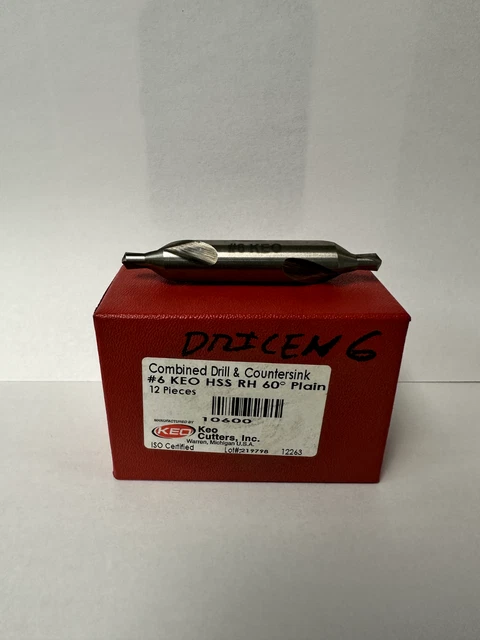 #6 KEO
DRICEN 6
Combined Drill & Countersink
#6 KEO HSS RH 60° Plain
12 Pieces
10600
MANUFACTURED BY
KEO
Keo
Cutters, Inc.
Warren, Michigan U.S.A.
ISO Certified
Lot#:219798 12263